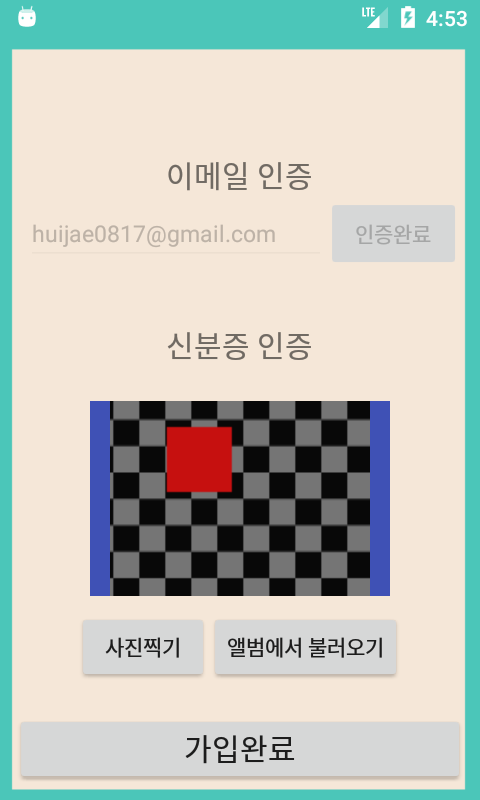 LTE 4:53
이메일 인증
huijae0817@gmail.com 인증완료
신분증 인증
사진찍기 앨범에서 불러오기
가입완료